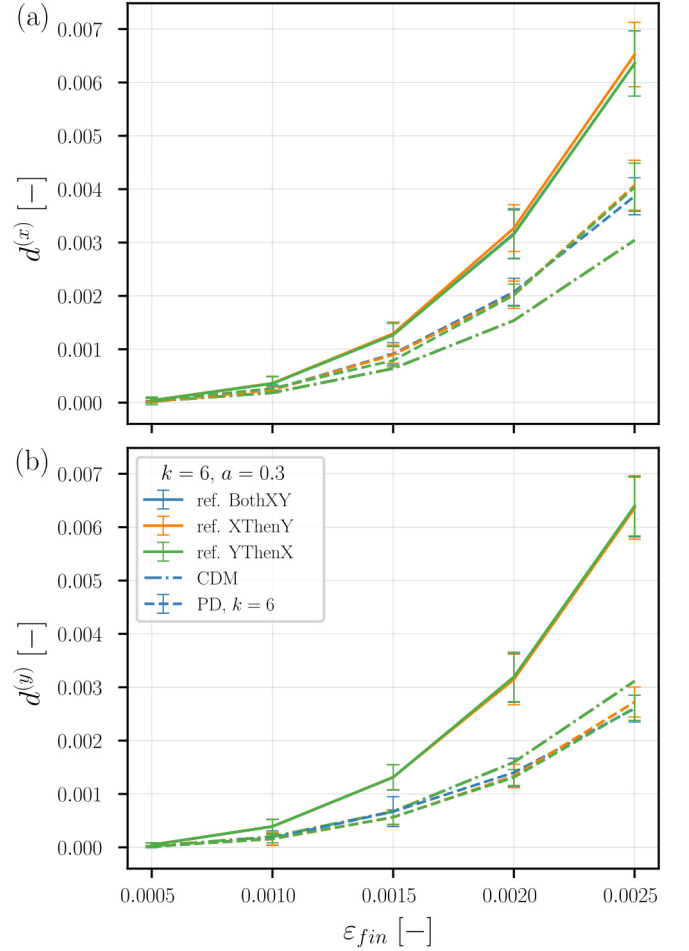 (a)
0.007
0.006
0.005
0.004
0.003
0.002
0.001
0.000
d^{(x)} [−]
(b)
0.007
0.006
0.005
0.004
0.003
0.002
0.001
0.000
d^{(y)} [−]
k = 6, a = 0.3
ref. BothXY
ref. XThenY
ref. YThenX
CDM
PD, k = 6
0.0005 0.0010 0.0015 0.0020 0.0025
ε_{fin} [−]